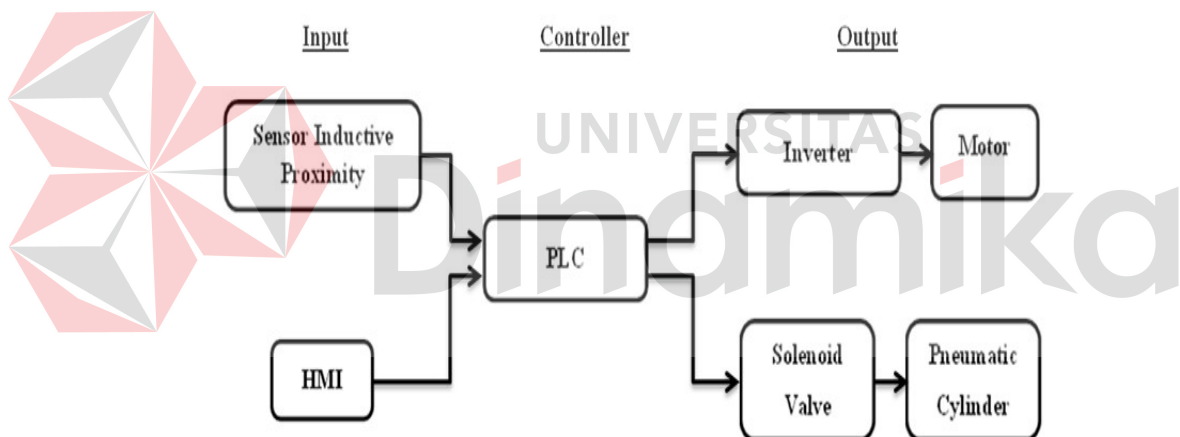 Input
Controller
Output
Sensor Inductive
Proximity
HMI
PLC
Inverter
Motor
Solenoid
Valve
Pneumatic
Cylinder
UNIVERSITAS
Dinamika